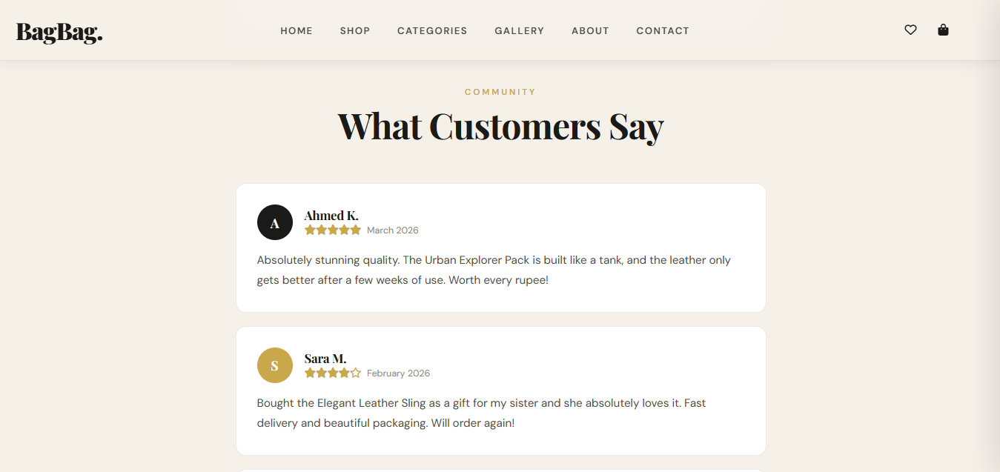 BagBag.
HOME SHOP CATEGORIES GALLERY ABOUT CONTACT
COMMUNITY
What Customers Say
A
Ahmed K.
March 2026
Absolutely stunning quality. The Urban Explorer Pack is built like a tank, and the leather only
gets better after a few weeks of use. Worth every rupee!
S
Sara M.
February 2026
Bought the Elegant Leather Sling as a gift for my sister and she absolutely loves it. Fast
delivery and beautiful packaging. Will order again!